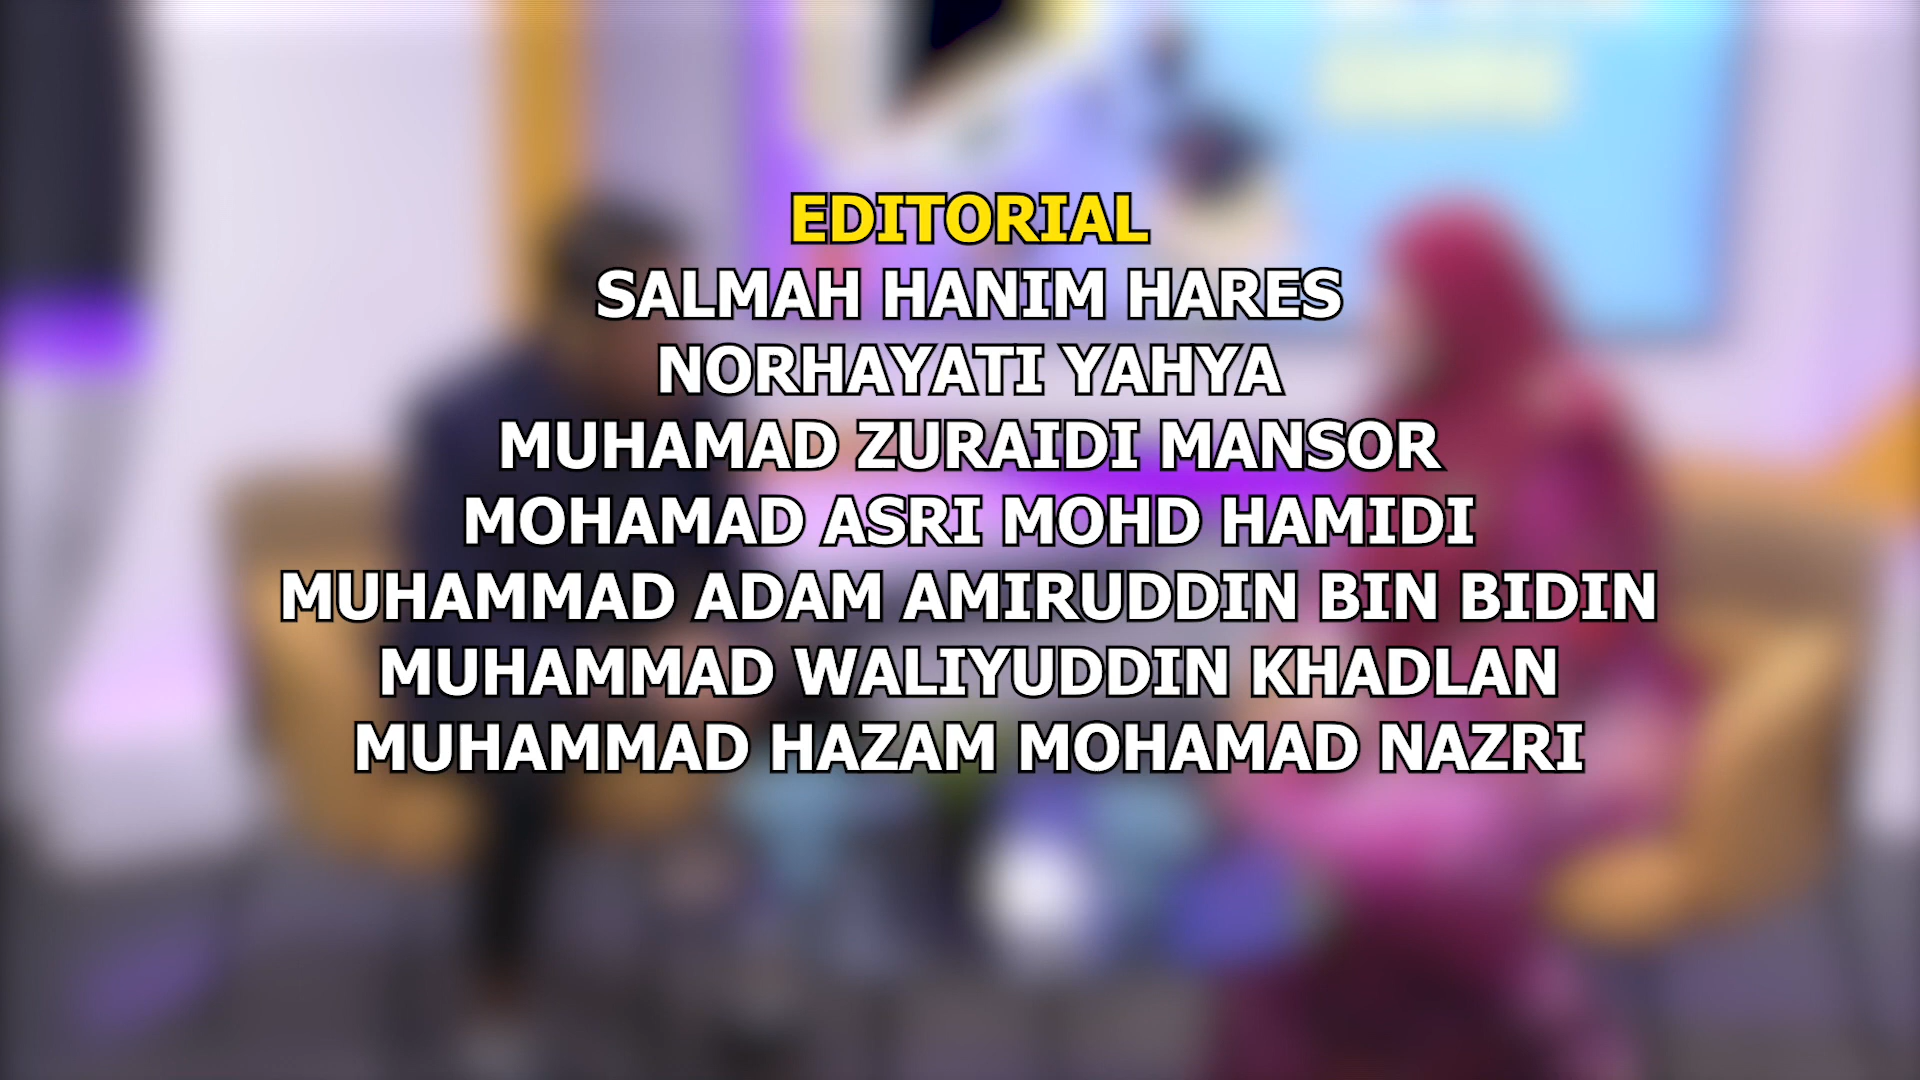 EDITORIAL
SALMAH HANIM HARES
NORHAYATI YAHYA
MUHAMAD ZURAIDI MANSOR
MOHAMAD ASRI MOHD HAMIDI
MUHAMMAD ADAM AMIRUDDIN BIN BIDIN
MUHAMMAD WALIYUDDIN KHADLAN
MUHAMMAD HAZAM MOHAMAD NAZRI